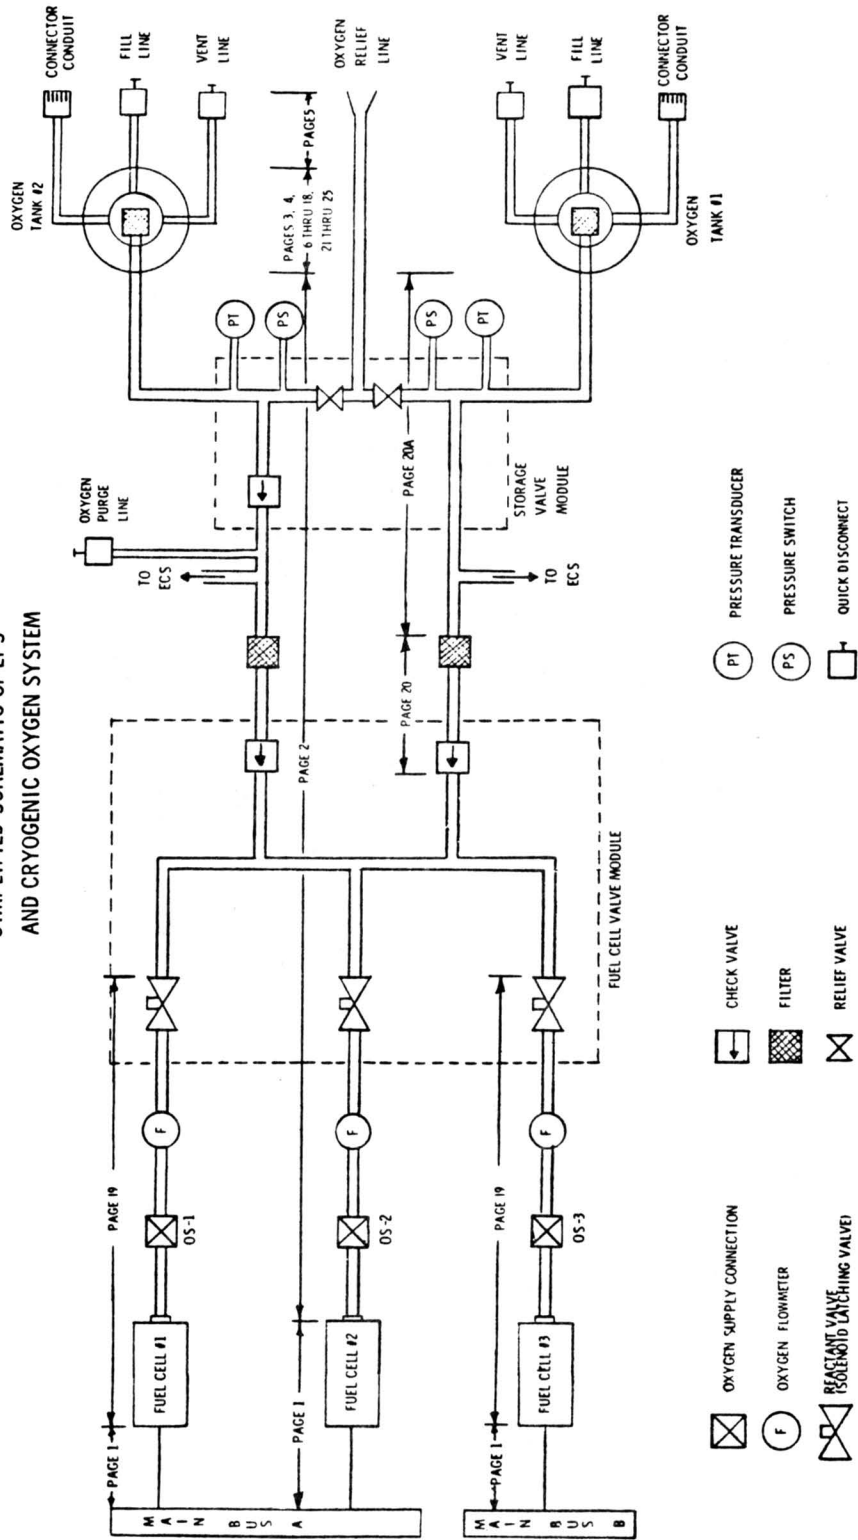 AND CRYOGENIC OXYGEN SYSTEM
CONNECTOR
CONDUIT
FILL
LINE
VENT
LINE
OXYGEN
TANK #2
OXYGEN
RELIEF
LINE
PAGE5
PAGES 3, 4,
6 THRU 18,
21 THRU 25
VENT
LINE
FILL
LINE
CONNECTOR
CONDUIT
OXYGEN
TANK #1
PT
PS
PS
PT
OXYGEN
PURGE
LINE
TO
ECS
STORAGE
VALVE
MODULE
PAGE 20A
TO
ECS
PAGE 20
PAGE 2
FUEL CELL VALVE MODULE
PAGE 19
F
OS-1
F
OS-2
PAGE 19
F
OS-3
FUEL CELL #1
FUEL CELL #2
FUEL CELL #3
PAGE 1
PAGE 1
PAGE 1
MAIN BUS A
MAIN BUS B
OXYGEN SUPPLY CONNECTION
F OXYGEN FLOWMETER
REACTANT VALVE
(SOLENOID LATCHING VALVE)
CHECK VALVE
FILTER
RELIEF VALVE
PT PRESSURE TRANSDUCER
PS PRESSURE SWITCH
QUICK DISCONNECT